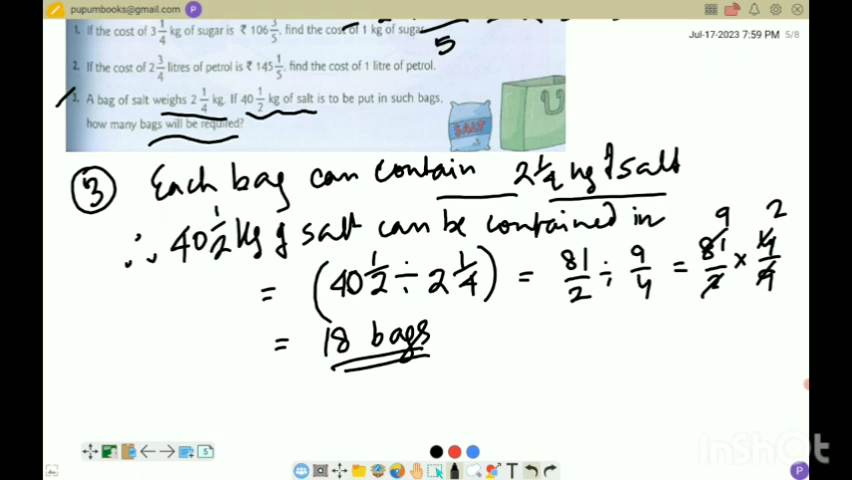 pupumbooks@gmail.com
Jul-17-2023 7:59 PM 5/8
1. If the cost of 3 1/4 kg of sugar is ₹ 106 3/5, find the cost of 1 kg of sugar.
5
2. If the cost of 2 3/4 litres of petrol is ₹ 145 1/5, find the cost of 1 litre of petrol.
3. A bag of salt weighs 2 1/4 kg. If 40 1/2 kg of salt is to be put in such bags,
how many bags will be required?
SALT
③ Each bag can contain 2 1/4 kg of salt
∴ 40 1/2 kg of salt can be contained in
= (40 1/2 ÷ 2 1/4) = 81/2 ÷ 9/4 = 81/2 × 4/9
9 2
= 18 bags
InShOt
5
T
P